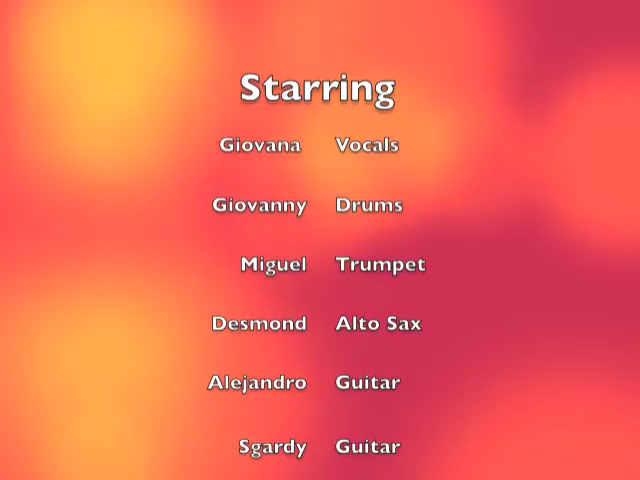 Starring
Giovana Vocals
Giovanny Drums
Miguel Trumpet
Desmond Alto Sax
Alejandro Guitar
Sgardy Guitar